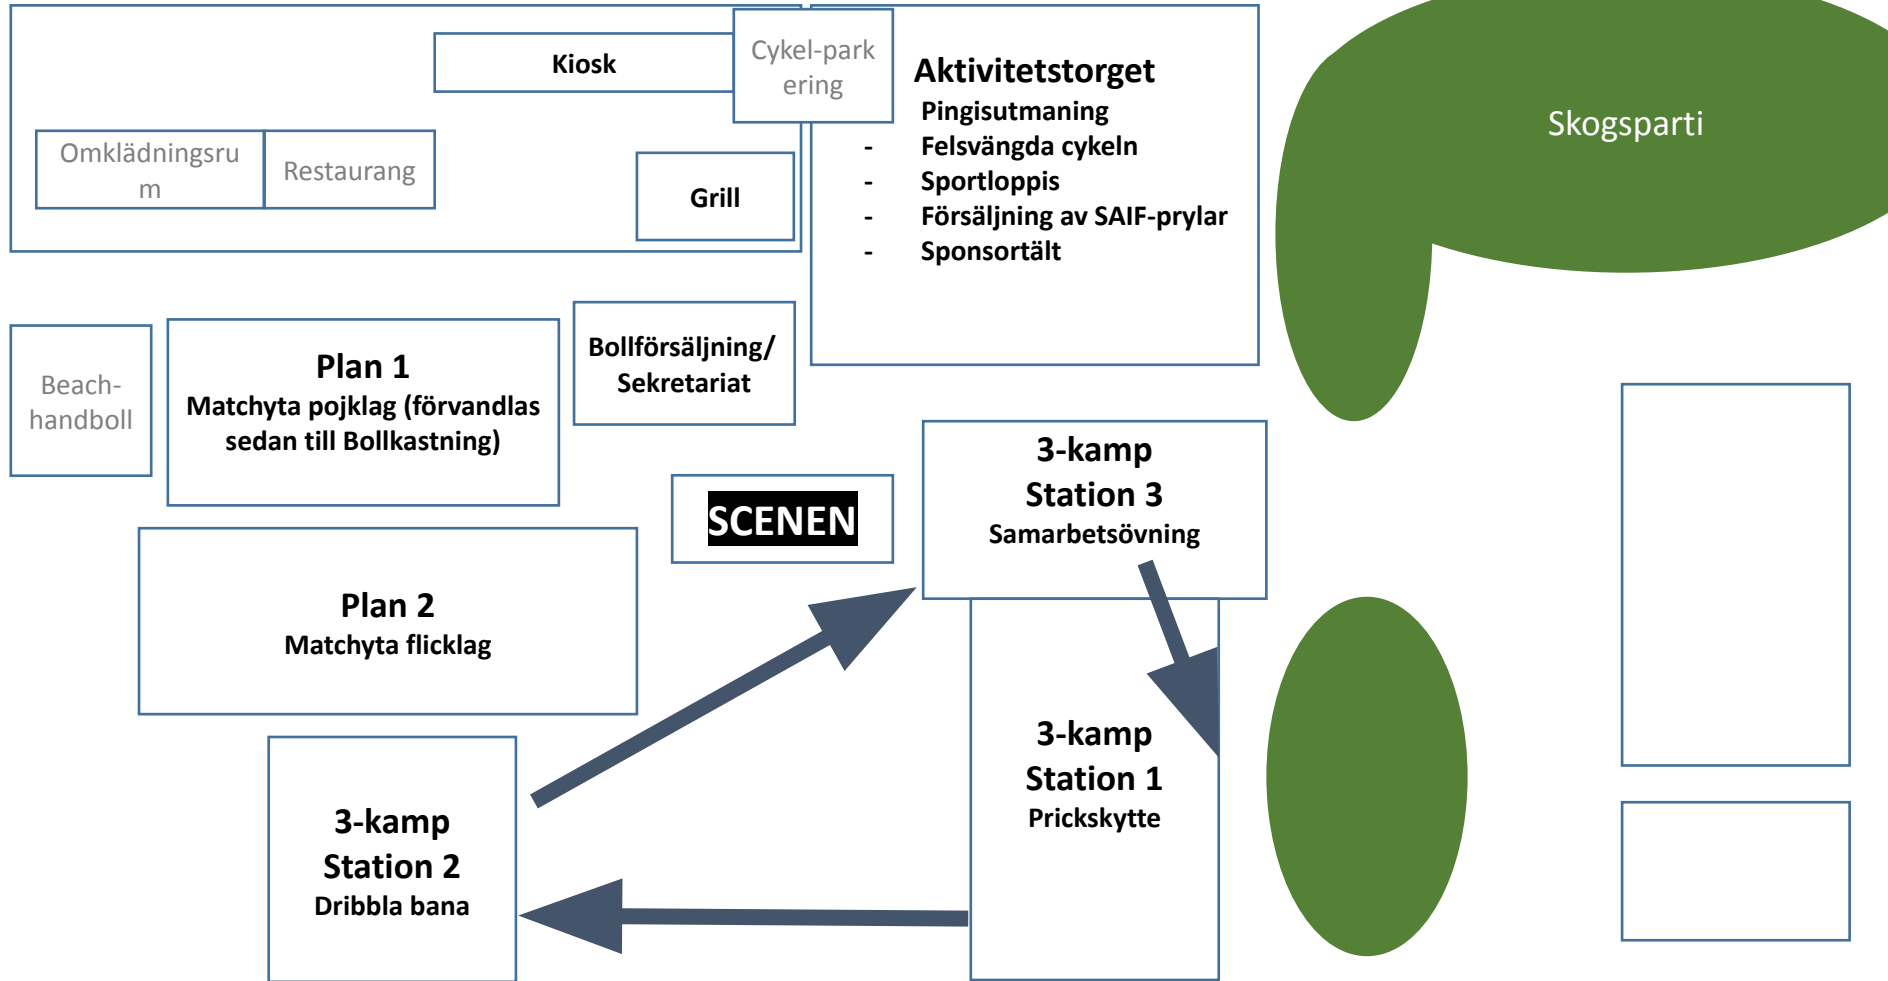 Kiosk
Cykel-park
ering
Omklädningsru
m
Restaurang
Grill
Aktivitetstorget
Pingisutmaning
- Felsvängda cykeln
- Sportloppis
- Försäljning av SAIF-prylar
- Sponsortält
Skogsparti
Beach-
handboll
Plan 1
Matchyta pojklag (förvandlas
sedan till Bollkastning)
Bollförsäljning/
Sekretariat
SCENEN
3-kamp
Station 3
Samarbetsövning
Plan 2
Matchyta flicklag
3-kamp
Station 1
Prickskytte
3-kamp
Station 2
Dribbla bana